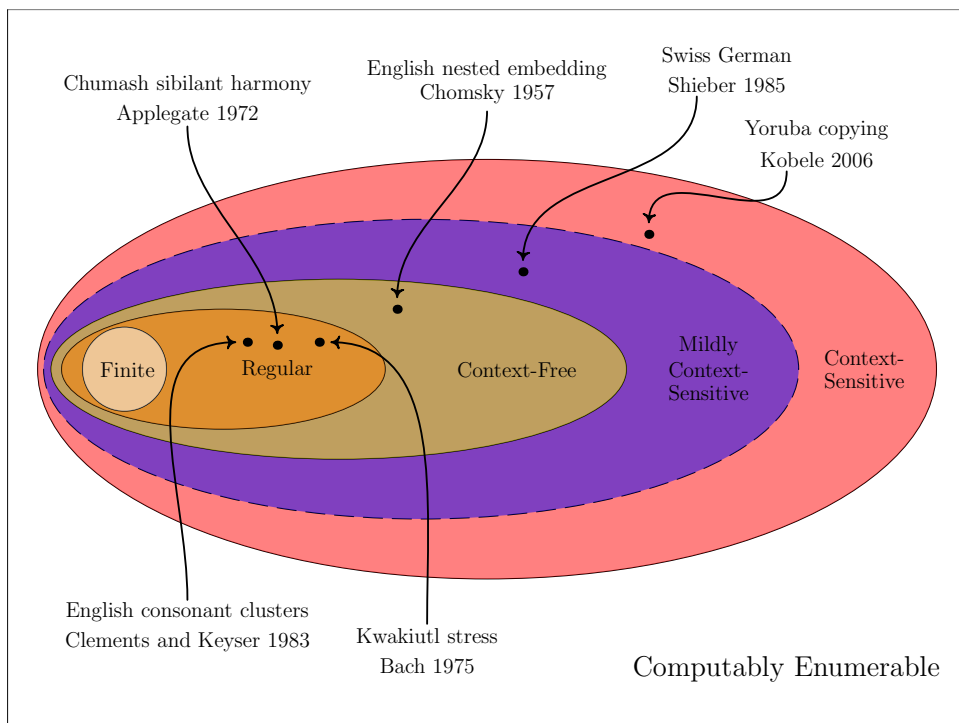 Chumash sibilant harmony
Applegate 1972
English nested embedding
Chomsky 1957
Swiss German
Shieber 1985
Yoruba copying
Kobele 2006
Finite
Regular
Context-Free
Mildly
Context-
Sensitive
Context-
Sensitive
English consonant clusters
Clements and Keyser 1983
Kwakiutl stress
Bach 1975
Computably Enumerable